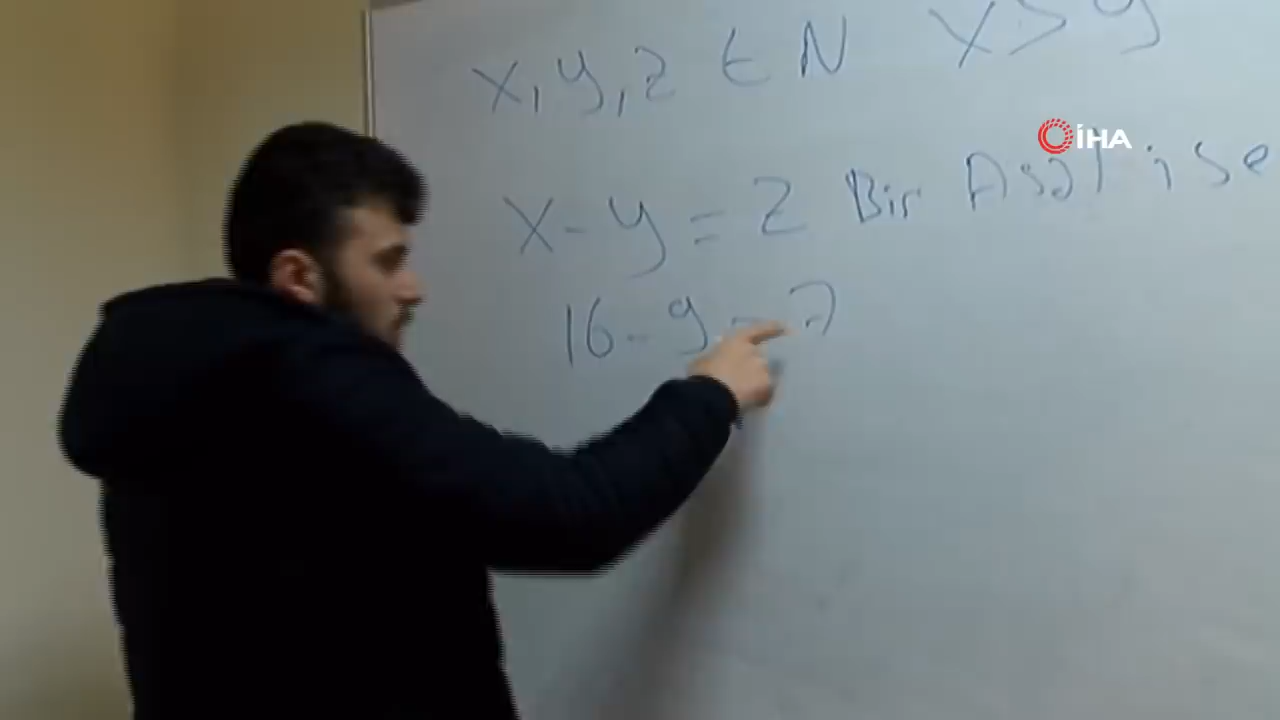 x, y, z ∈ N x > y
İHA
x - y = z Bir Asal ise
16 - 9 = 7